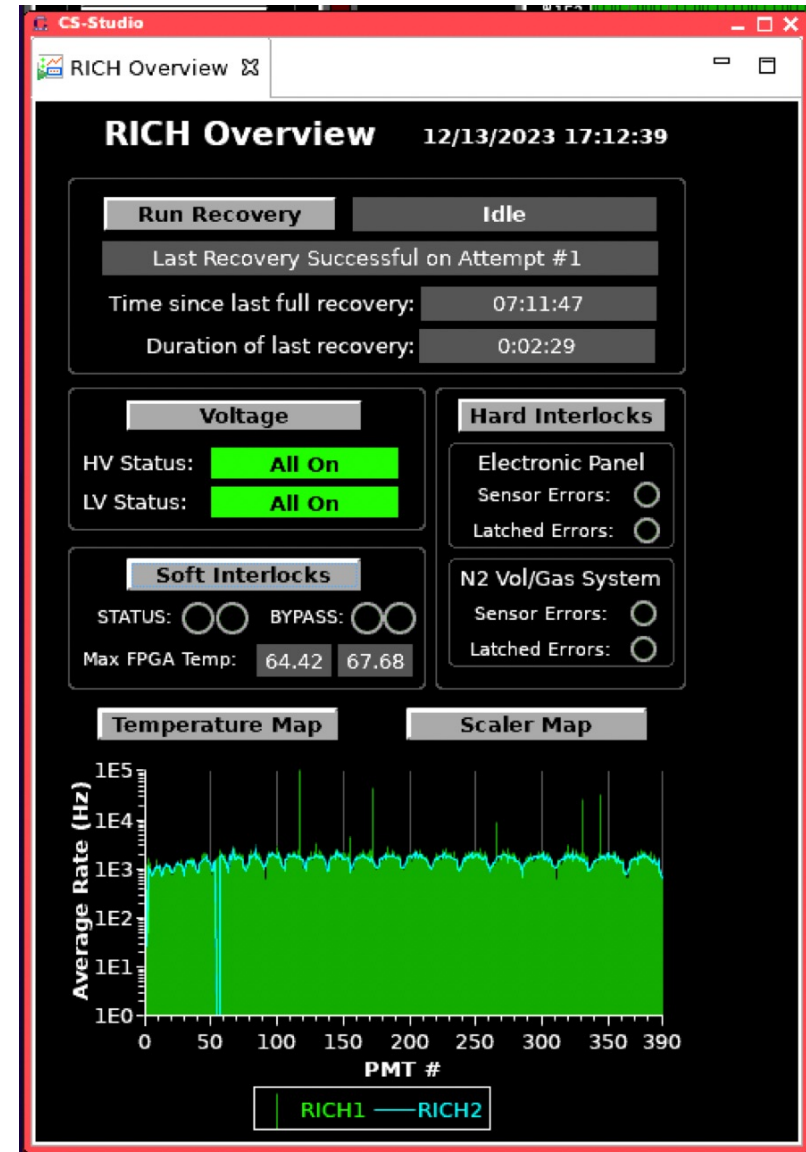 CS-Studio
RICH Overview
RICH Overview 12/13/2023 17:12:39
Run Recovery Idle
Last Recovery Successful on Attempt #1
Time since last full recovery: 07:11:47
Duration of last recovery: 0:02:29
Voltage
HV Status: All On
LV Status: All On
Hard Interlocks
Electronic Panel
Sensor Errors:
Latched Errors:
N2 Vol/Gas System
Sensor Errors:
Latched Errors:
Soft Interlocks
STATUS: BYPASS:
Max FPGA Temp: 64.42 67.68
Temperature Map Scaler Map
Average Rate (Hz)
1E5
1E4
1E3
1E2
1E1
1E0
0 50 100 150 200 250 300 350 390
PMT #
RICH1 RICH2